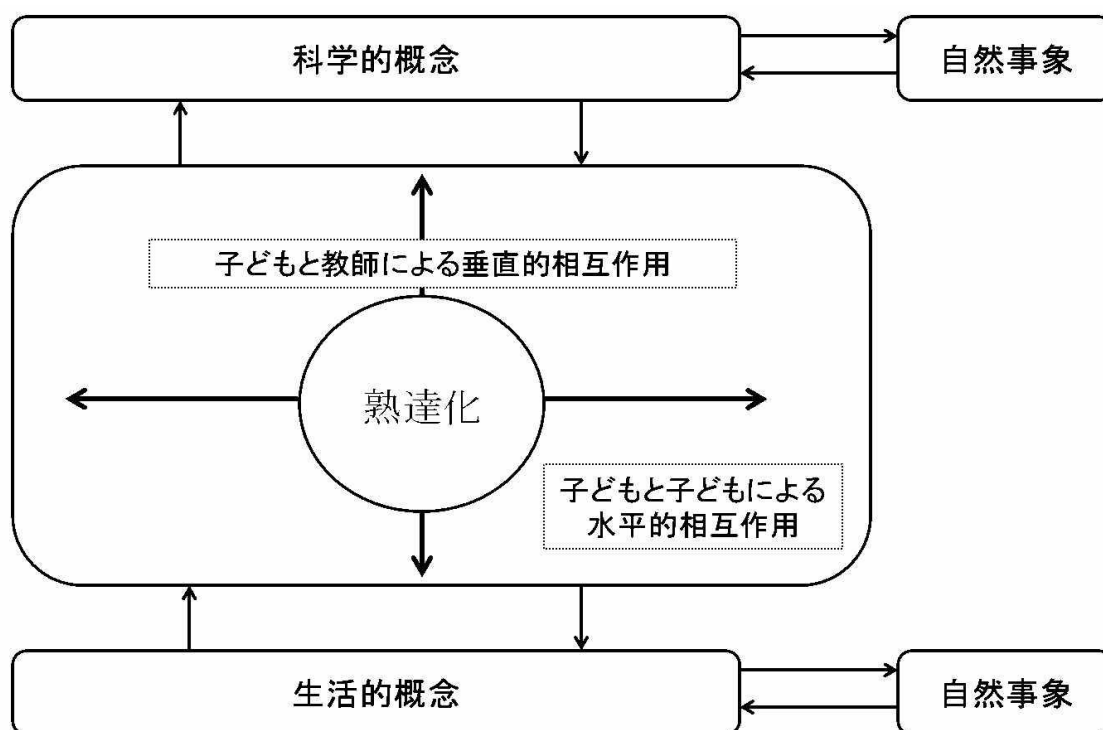 科学的概念
自然事象
子どもと教師による垂直的相互作用
熟達化
子どもと子どもによる
水平的相互作用
生活的概念
自然事象